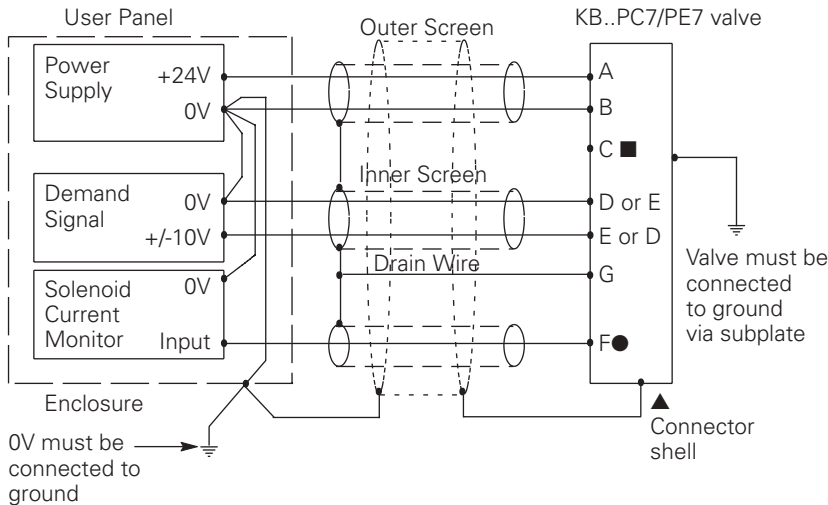 User Panel
Outer Screen
KB..PC7/PE7 valve
Power
Supply
+24V
0V
A
B
C ■
Inner Screen
Demand
Signal
0V
+/-10V
D or E
E or D
Drain Wire
G
Valve must be
connected
to ground
via subplate
Solenoid
Current
Monitor
0V
Input
F●
Enclosure
▲
Connector
shell
0V must be
connected to
ground